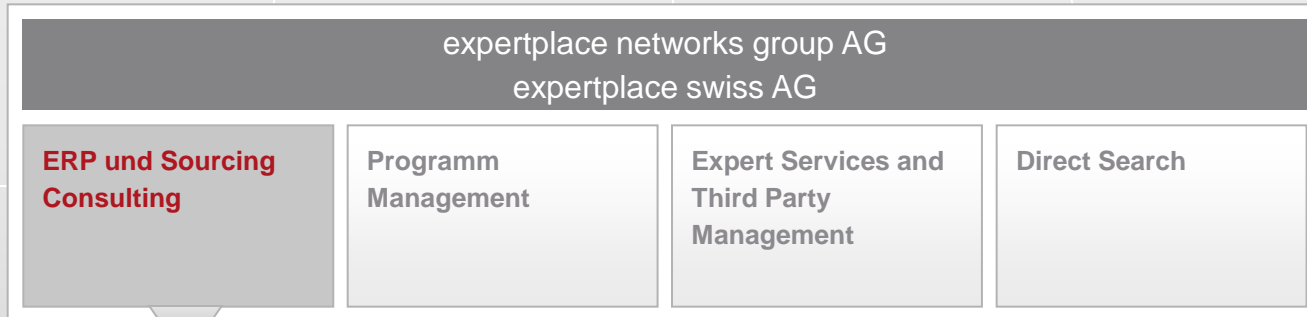 expertplace networks group AG
expertplace swiss AG
ERP und Sourcing
Consulting
Programm
Management
Expert Services and
Third Party
Management
Direct Search